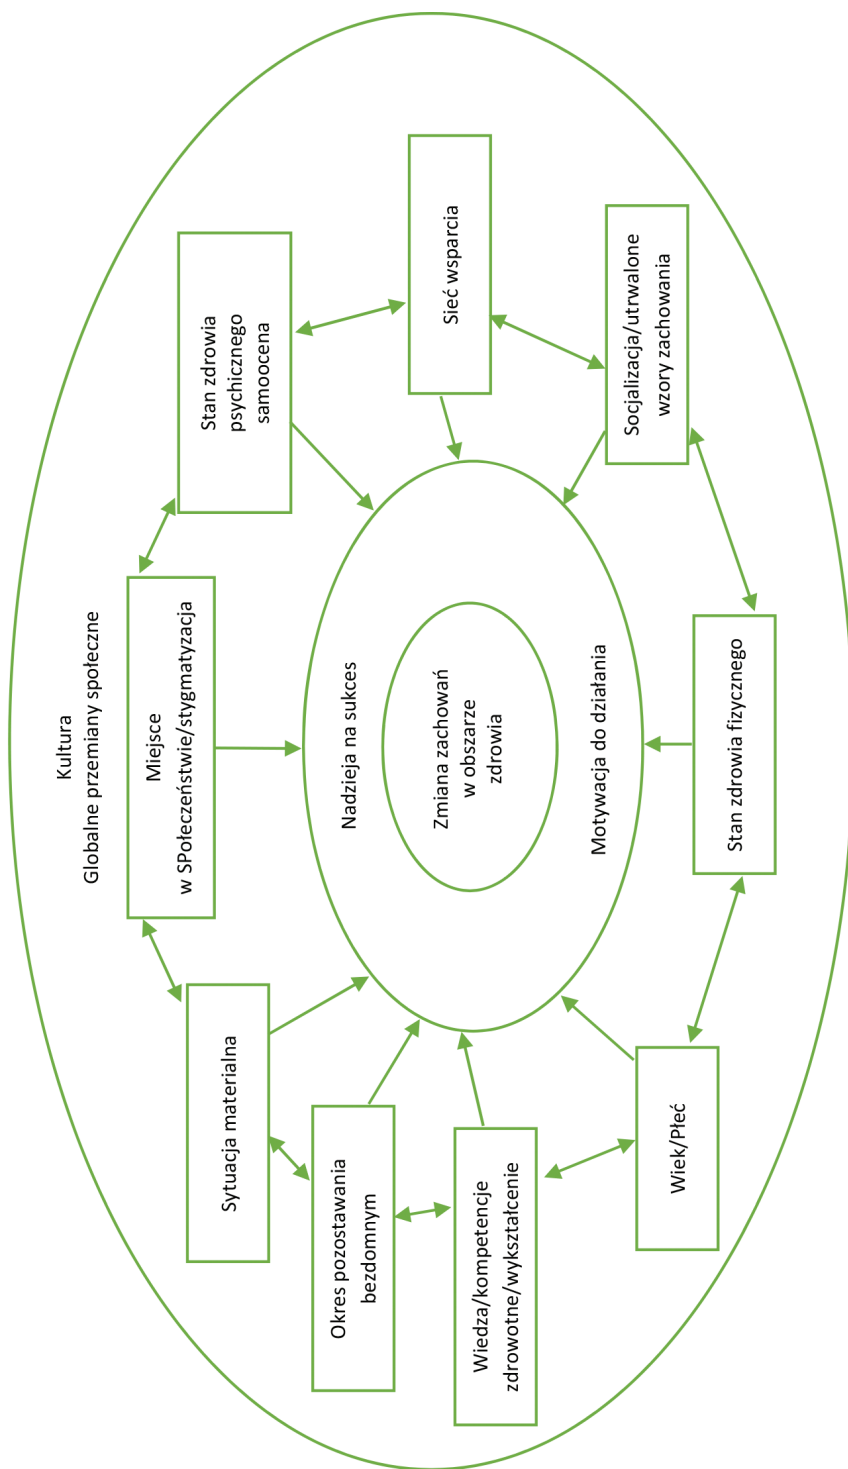 Kultura
Globalne przemiany społeczne
Miejsce
w SPołeczeństwie/stygmatyzacja
Sytuacja materialna
Stan zdrowia
psychicznego
samoocena
Okres pozostawania
bezdomnym
Nadzieja na sukces
Sieć wsparcia
Zmiana zachowań
w obszarze
zdrowia
Wiedza/kompetencje
zdrowotne/wykształcenie
Motywacja do działania
Socjalizacja/utrwalone
wzory zachowania
Wiek/Płeć
Stan zdrowia fizycznego